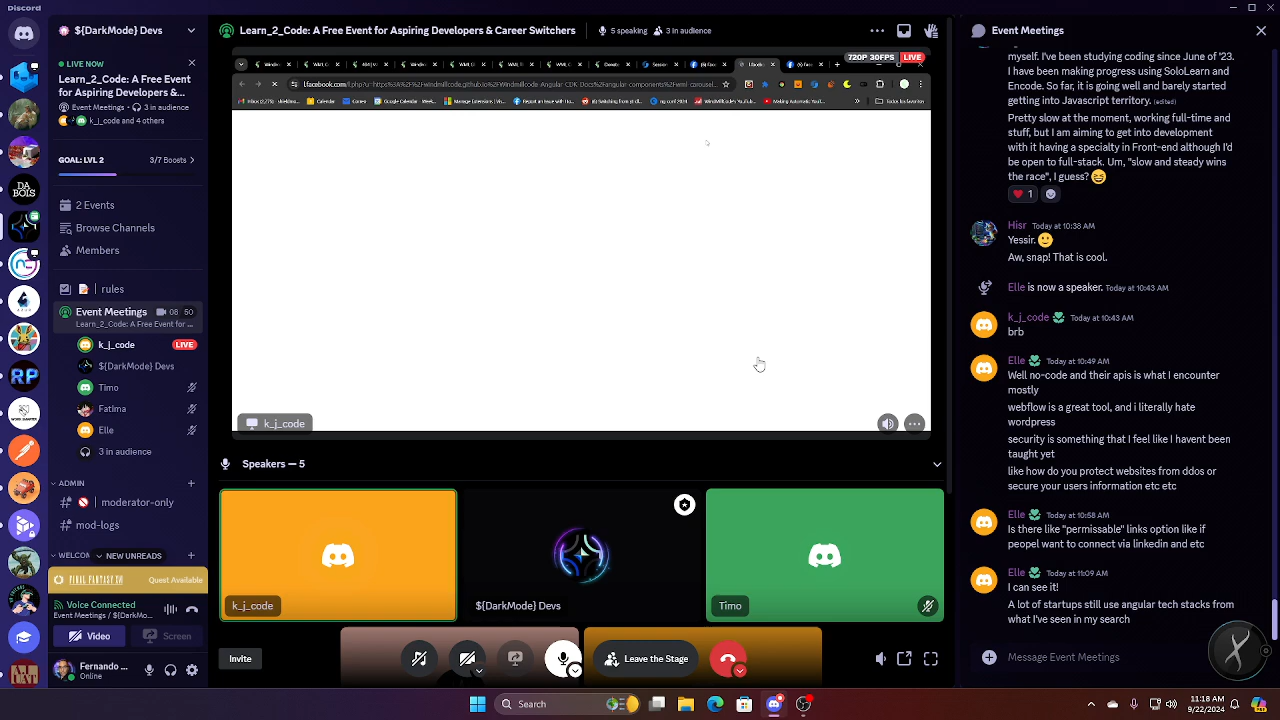 Discord
${DarkMode} Devs
LIVE NOW
Learn_2_Code: A Free Event
for Aspiring Developers &...
Event Meetings / 3 in audience
k_j_code and 4 others
GOAL: LVL 2
3/7 Boosts
2 Events
Browse Channels
Members
rules
Event Meetings
08
50
Learn_2_Code: A Free Event for ...
k_j_code
LIVE
${DarkMode} Devs
Timo
Fatima
Elle
3 in audience
ADMIN
moderator-only
mod-logs
WELCOM
NEW UNREADS
FINAL FANTASY XVI
Quest Available
Voice Connected
Event Meetings / ${DarkMo...
Video
Screen
Fernando ...
Online
DA
BOIS
RP
Learn_2_Code: A Free Event for Aspiring Developers & Career Switchers
5 speaking
3 in audience
720P 30FPS
LIVE
k_j_code
Speakers — 5
k_j_code
${DarkMode} Devs
Timo
Invite
Leave the Stage
Event Meetings
myself. I've been studying coding since June of '23.
I have been making progress using SoloLearn and
Encode. So far, it is going well and barely started
getting into Javascript territory. (edited)
Pretty slow at the moment, working full-time and
stuff, but I am aiming to get into development
with it having a specialty in Front-end although I'd
be open to full-stack. Um, "slow and steady wins
the race", I guess? 😆
❤️ 1
Hisr Today at 10:38 AM
Yessir. 🙂
Aw, snap! That is cool.
Elle is now a speaker. Today at 10:43 AM
k_j_code Today at 10:43 AM
brb
Elle Today at 10:49 AM
Well no-code and their apis is what I encounter
mostly
webflow is a great tool, and i literally hate
wordpress
security is something that I feel like I havent been
taught yet
like how do you protect websites from ddos or
secure your users information etc etc
Elle Today at 10:58 AM
Is there like "permissable" links option like if
peopel want to connect via linkedin and etc
Elle Today at 11:09 AM
I can see it!
A lot of startups still use angular tech stacks from
what I've seen in my search
Message Event Meetings
Search
11:18 AM
9/22/2024